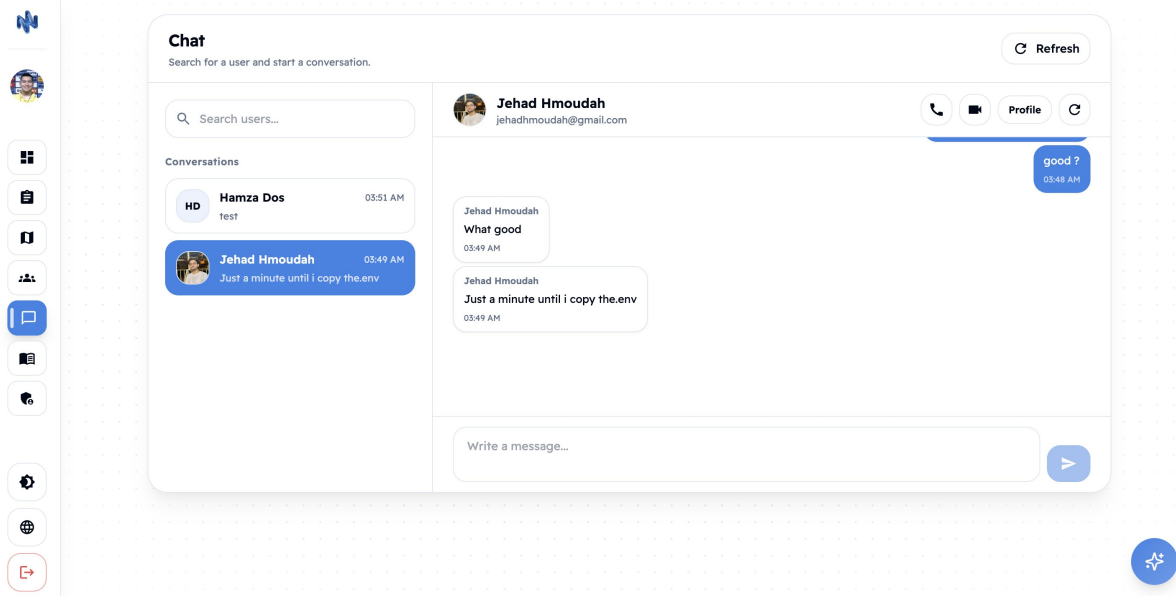 Chat
Search for a user and start a conversation.
Refresh
Search users...
Conversations
HD
Hamza Dos
03:51 AM
test
Jehad Hmoudah
03:49 AM
Just a minute until i copy the.env
Jehad Hmoudah
jehadhmoudah@gmail.com
Profile
good ?
03:48 AM
Jehad Hmoudah
What good
03:49 AM
Jehad Hmoudah
Just a minute until i copy the.env
03:49 AM
Write a message...